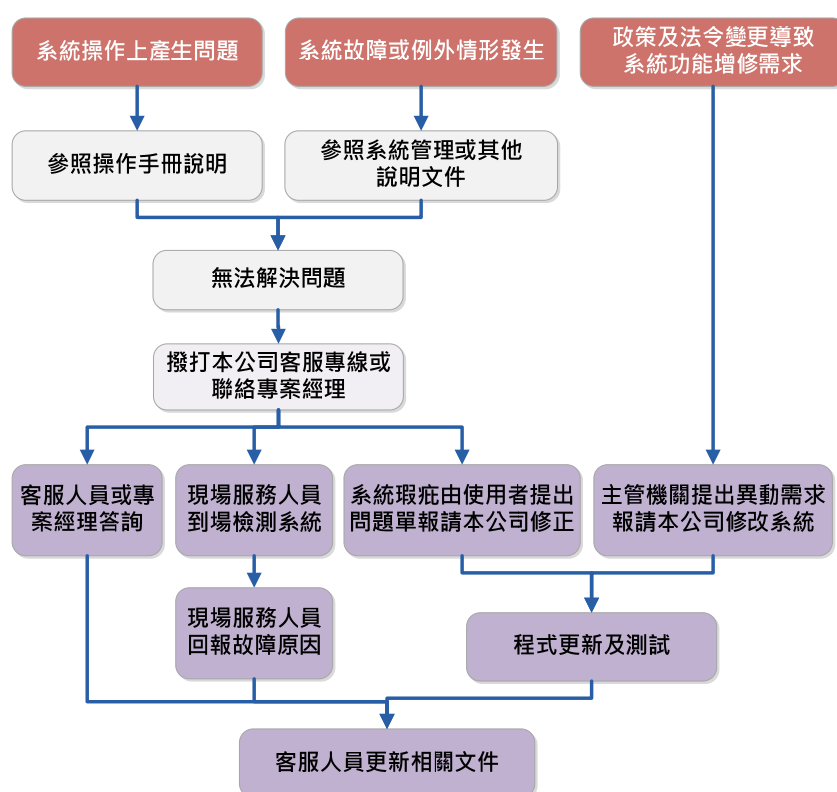 系統操作上產生問題
系統故障或例外情形發生
政策及法令變更導致
系統功能增修需求
參照操作手冊說明
參照系統管理或其他
說明文件
無法解決問題
撥打本公司客服專線或
聯絡專案經理
客服人員或專
案經理答詢
現場服務人員
到場檢測系統
系統瑕疵由使用者提出
問題單報請本公司修正
主管機關提出異動需求
報請本公司修改系統
現場服務人員
回報故障原因
程式更新及測試
客服人員更新相關文件